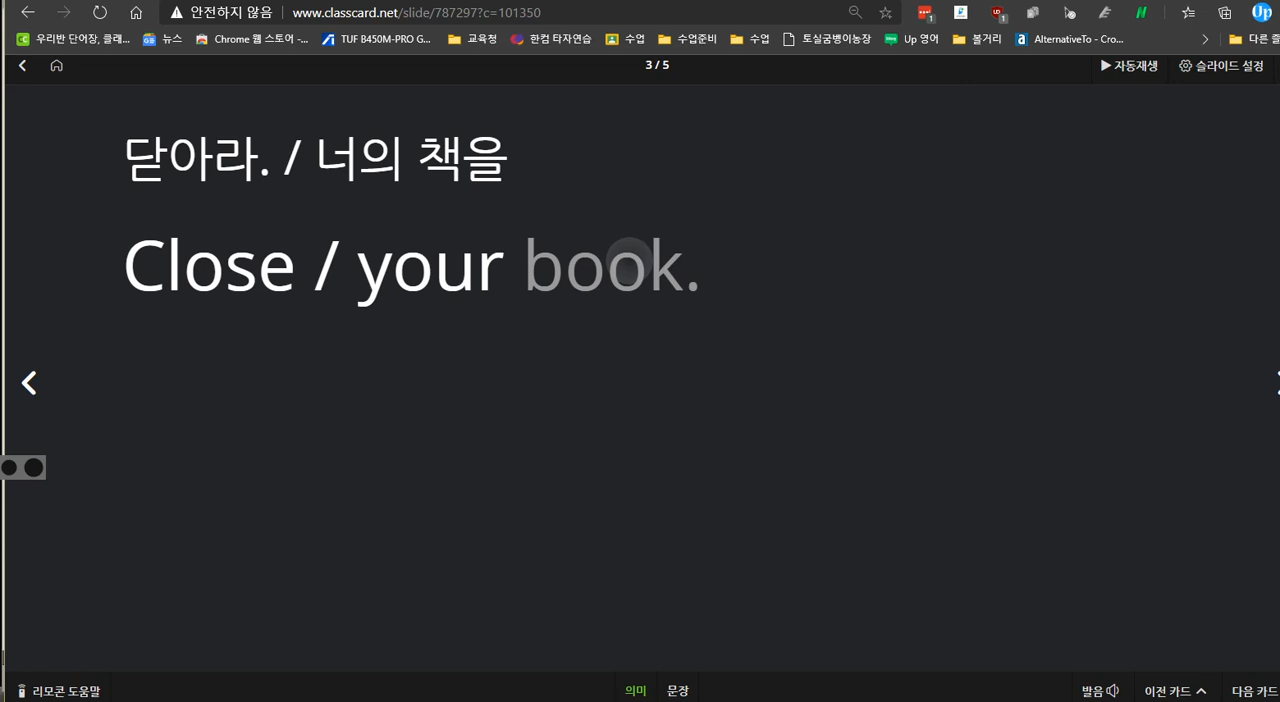 안전하지 않음 www.classcard.net/slide/787297?c=101350
우리반 단어장, 클래... 뉴스 Chrome 웹 스토어 -... TUF B450M-PRO G... 교육청 한컴 타자연습 수업 수업준비 수업 토실굼벵이농장 Up 영어 볼거리 AlternativeTo - Cro... 다른 즐
3 / 5 자동재생 슬라이드 설정
닫아라. / 너의 책을
Close / your book.
리모콘 도움말 의미 문장 발음 이전 카드 다음 카드